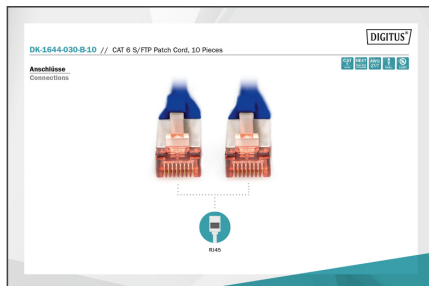 DIGITUS®
DK-1644-030-B-10 // CAT 6 S/FTP Patch Cord, 10 Pieces
Anschlüsse
Connections
RJ45